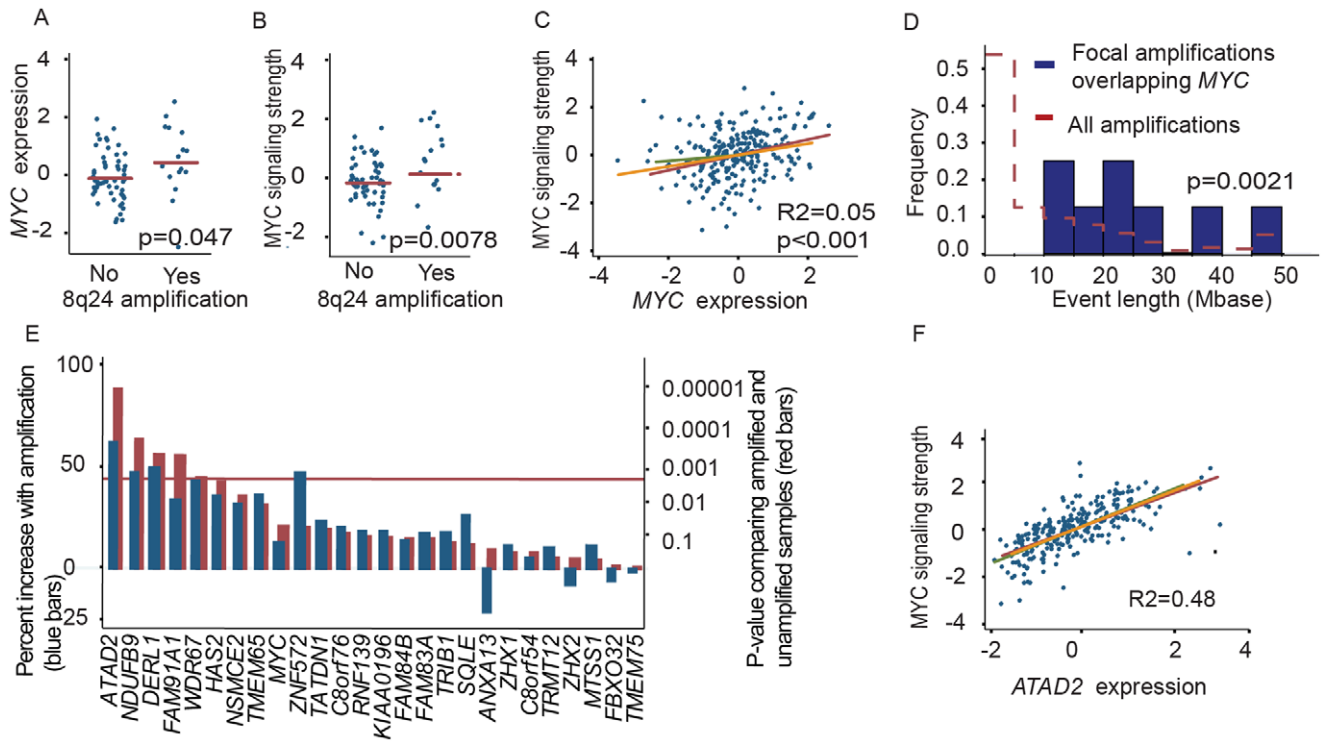 A
MYC expression
4
2
0
-2
p=0.047
No Yes
8q24 amplification
B
MYC signaling strength
4
2
0
-2
p=0.0078
No Yes
8q24 amplification
C
MYC signaling strength
4
2
0
-2
-4
R2=0.05
p<0.001
-4 -2 0 2
MYC expression
D
Frequency
0.5
0.4
0.3
0.2
0.1
0.0
Focal amplifications
overlapping MYC
All amplifications
p=0.0021
0 10 20 30 40 50
Event length (Mbase)
E
Percent increase with amplification
(blue bars)
100
50
0
25
0.00001
0.0001
0.001
0.01
0.1
P-value comparing amplified and
unamplified samples (red bars)
ATAD2
NDUFB9
DERL1
FAM91A1
WDR67
HAS2
NSMCE2
TMEM65
MYC
ZNF572
TATDN1
C8orf76
RNF139
KIAA0196
FAM84B
FAM83A
TRIB1
SQLE
ANXA13
ZHX1
C8orf54
TRMT12
ZHX2
MTSS1
FBXO32
TMEM75
F
MYC signaling strength
4
2
0
-2
-4
R2=0.48
-2 0 2 4
ATAD2 expression